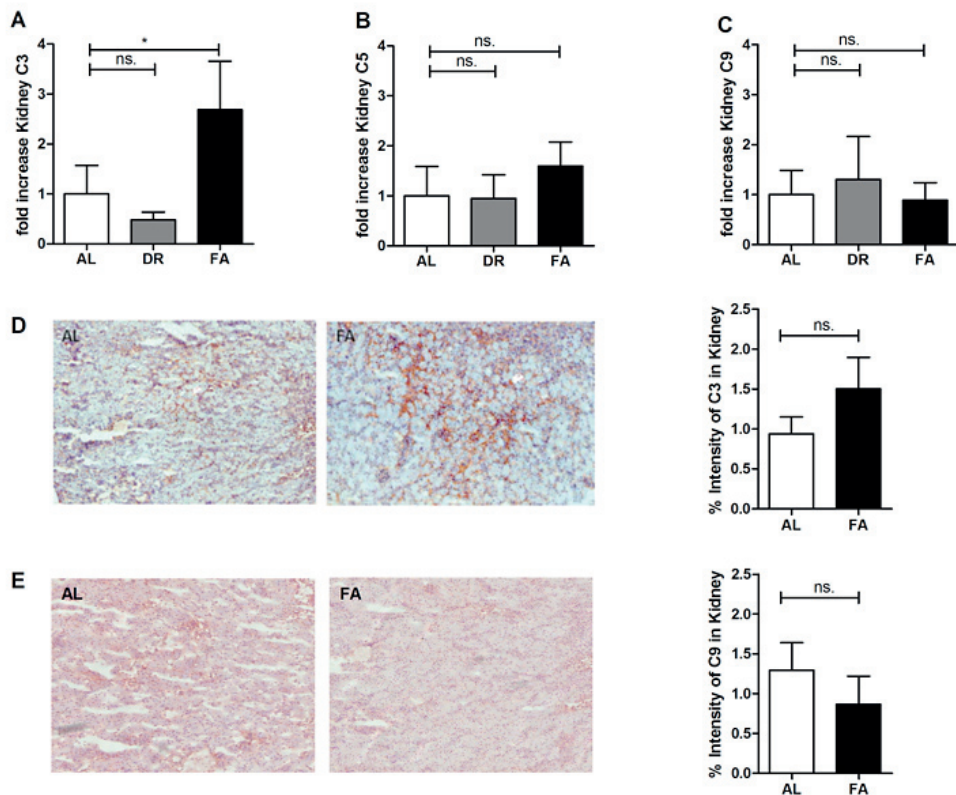 A
fold increase Kidney C3
4
3
2
1
0
*
ns.
AL
DR
FA
B
fold increase Kidney C5
4
3
2
1
0
ns.
ns.
AL
DR
FA
C
fold increase Kidney C9
4
3
2
1
0
ns.
ns.
AL
DR
FA
D
AL
FA
% Intensity of C3 in Kidney
2.5
2.0
1.5
1.0
0.5
0.0
ns.
AL
FA
E
AL
FA
% Intensity of C9 in Kidney
2.5
2.0
1.5
1.0
0.5
0.0
ns.
AL
FA